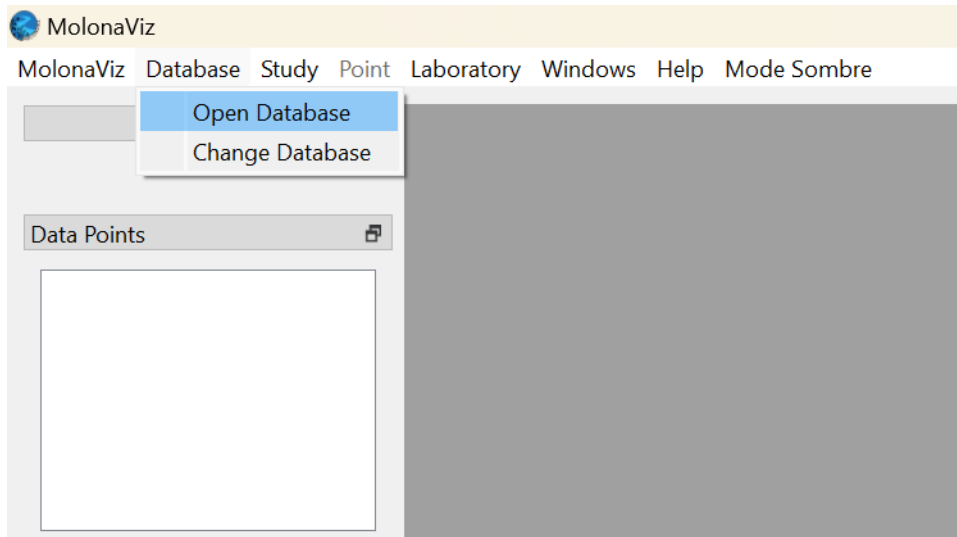 MolonaViz
MolonaViz Database Study Point Laboratory Windows Help Mode Sombre
Open Database
Change Database
Data Points